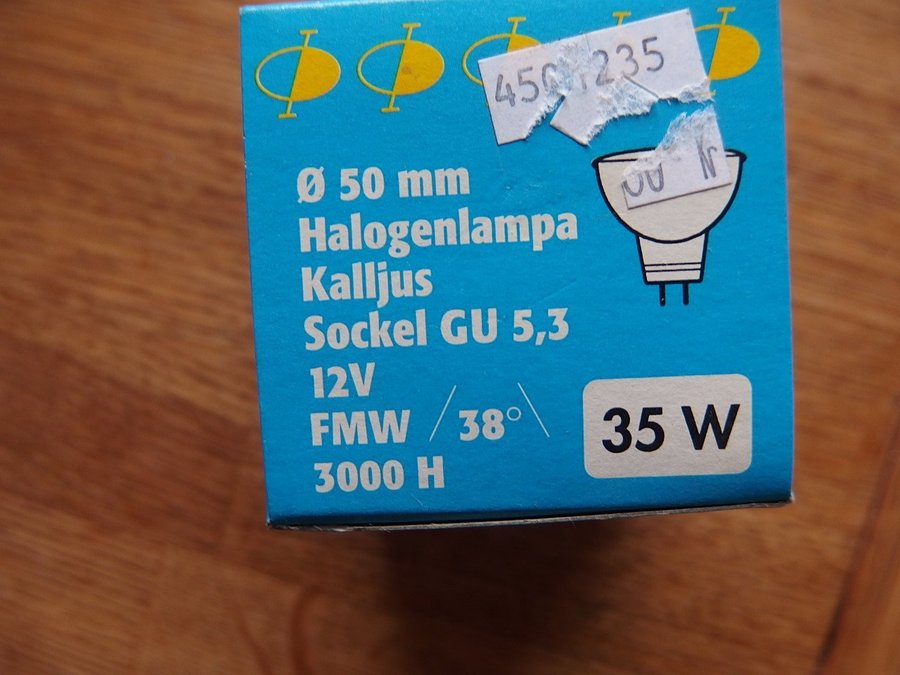 Ø 50 mm
Halogenlampa
Kalljus
Sockel GU 5,3
12V
FMW 38°
3000 H
35 W